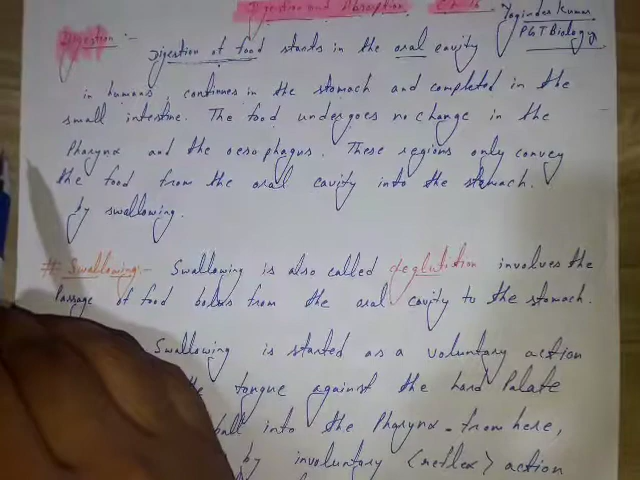 Digestion and Absorption Ch-16
Yoginder Kumar
PGT Biology
Digestion :-
Digestion of food starts in the oral cavity
in humans, continues in the stomach and completed in the
small intestine. The food undergoes no change in the
Pharynx and the oesophagus. These regions only convey
the food from the oral cavity into the stomach.
by swallowing.
# Swallowing :- Swallowing is also called deglutition involves the
Passage of food bolus from the oral cavity to the stomach.
Swallowing is started as a voluntary action
tongue against the hard Palate
ball into the Pharynx. From here,
by involuntary <reflex> action